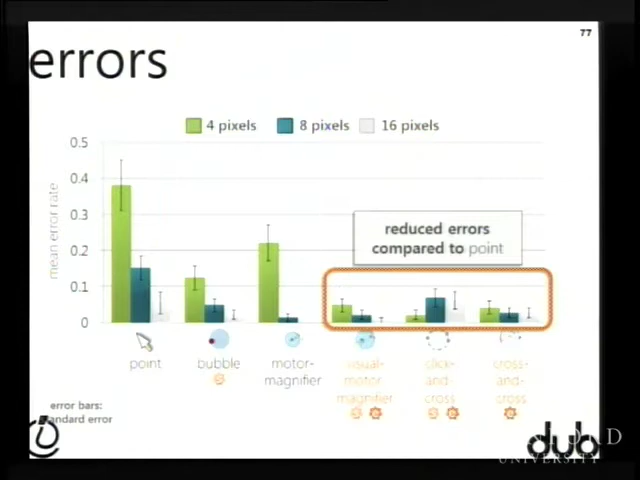 77
errors
4 pixels 8 pixels 16 pixels
0.5
0.4
0.3
0.2
0.1
0
mean error rate
reduced errors
compared to point
point
bubble
motor-
magnifier
visual-
motor
magnifier
click-
and-
cross
cross-
and-
cross
error bars:
standard error
dub
UNIVERSITY